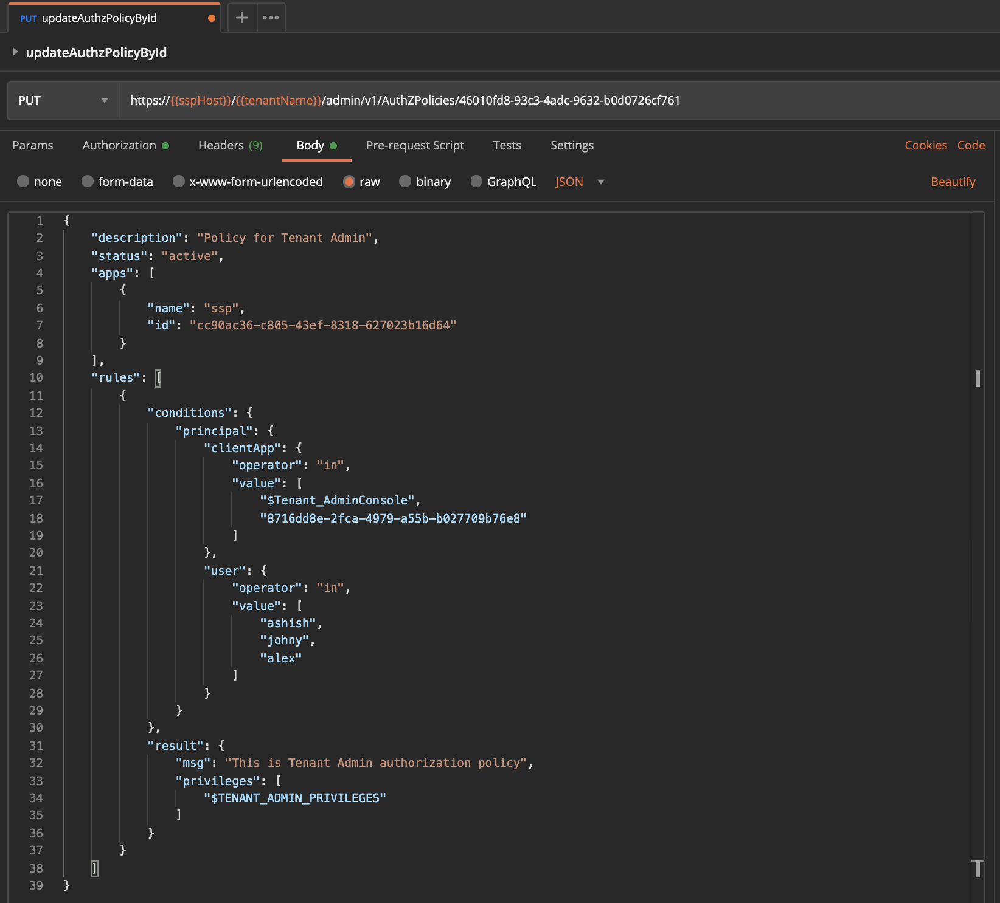 PUT updateAuthzPolicyById
updateAuthzPolicyById
PUT https://{{sspHost}}/{{tenantName}}/admin/v1/AuthZPolicies/46010fd8-93c3-4adc-9632-b0d0726cf761
Params Authorization Headers (9) Body Pre-request Script Tests Settings Cookies Code
none form-data x-www-form-urlencoded raw binary GraphQL JSON Beautify
1 {
2 "description": "Policy for Tenant Admin",
3 "status": "active",
4 "apps": [
5 {
6 "name": "ssp",
7 "id": "cc90ac36-c805-43ef-8318-627023b16d64"
8 }
9 ],
10 "rules": [
11 {
12 "conditions": {
13 "principal": {
14 "clientApp": {
15 "operator": "in",
16 "value": [
17 "$Tenant_AdminConsole",
18 "8716dd8e-2fca-4979-a55b-b027709b76e8"
19 ]
20 },
21 "user": {
22 "operator": "in",
23 "value": [
24 "ashish",
25 "johny",
26 "alex"
27 ]
28 }
29 }
30 },
31 "result": {
32 "msg": "This is Tenant Admin authorization policy",
33 "privileges": [
34 "$TENANT_ADMIN_PRIVILEGES"
35 ]
36 }
37 }
38 ]
39 }